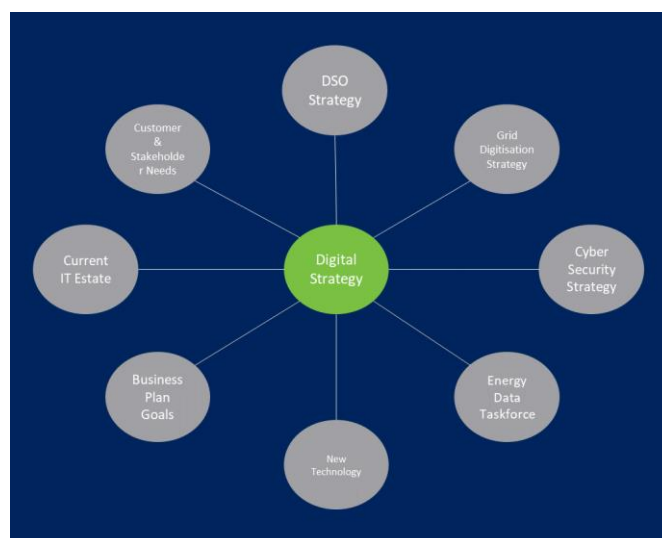 DSO
Strategy
Customer
&
Stakeholde
r Needs
Grid
Digitisation
Strategy
Current
IT Estate
Digital
Strategy
Cyber
Security
Strategy
Business
Plan
Goals
Energy
Data
Taskforce
New
Technology